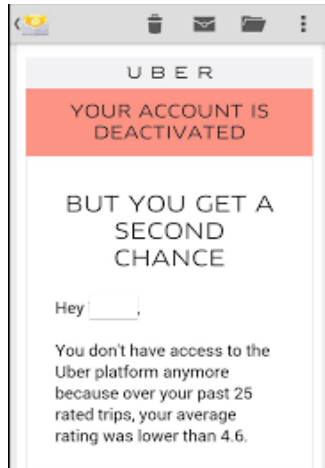 UBER
YOUR ACCOUNT IS
DEACTIVATED
BUT YOU GET A
SECOND
CHANCE
Hey ,
You don't have access to the
Uber platform anymore
because over your past 25
rated trips, your average
rating was lower than 4.6.